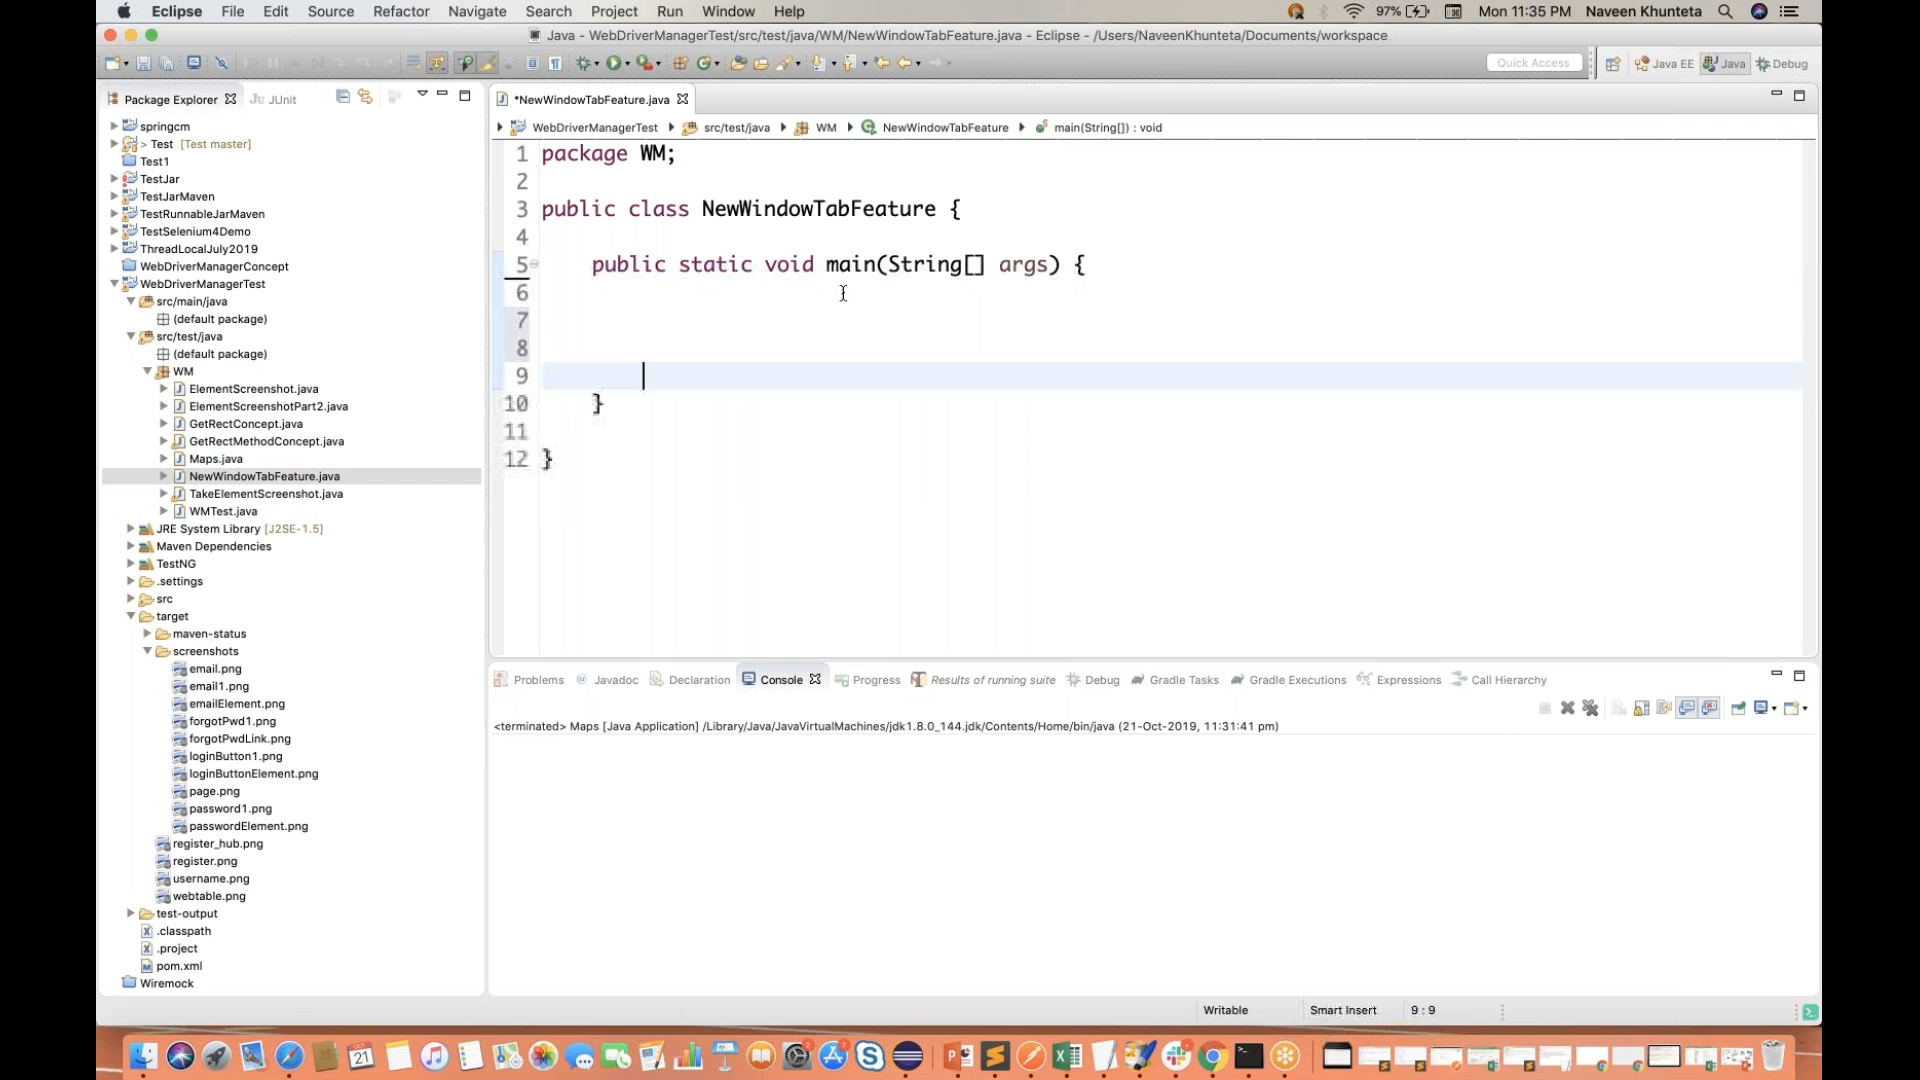 Eclipse File Edit Source Refactor Navigate Search Project Run Window Help 97% Mon 11:35 PM Naveen Khunteta
Java - WebDriverManagerTest/src/test/java/WM/NewWindowTabFeature.java - Eclipse - /Users/NaveenKhunteta/Documents/workspace
Quick Access Java EE Java Debug
Package Explorer JUnit
springcm
> Test [Test master]
Test1
TestJar
TestJarMaven
TestRunnableJarMaven
TestSelenium4Demo
ThreadLocalJuly2019
WebDriverManagerConcept
WebDriverManagerTest
src/main/java
(default package)
src/test/java
(default package)
WM
ElementScreenshot.java
ElementScreenshotPart2.java
GetRectConcept.java
GetRectMethodConcept.java
Maps.java
NewWindowTabFeature.java
TakeElementScreenshot.java
WMTest.java
JRE System Library [J2SE-1.5]
Maven Dependencies
TestNG
.settings
src
target
maven-status
screenshots
email.png
email1.png
emailElement.png
forgotPwd1.png
forgotPwdLink.png
loginButton1.png
loginButtonElement.png
page.png
password1.png
passwordElement.png
register_hub.png
register.png
username.png
webtable.png
test-output
.classpath
.project
pom.xml
Wiremock
*NewWindowTabFeature.java
WebDriverManagerTest src/test/java WM NewWindowTabFeature main(String[]) : void
1 package WM;
2
3 public class NewWindowTabFeature {
4
5 public static void main(String[] args) {
6
7
8
9
10 }
11
12 }
Problems Javadoc Declaration Console Progress Results of running suite Debug Gradle Tasks Gradle Executions Expressions Call Hierarchy
<terminated> Maps [Java Application] /Library/Java/JavaVirtualMachines/jdk1.8.0_144.jdk/Contents/Home/bin/java (21-Oct-2019, 11:31:41 pm)
Writable Smart Insert 9 : 9